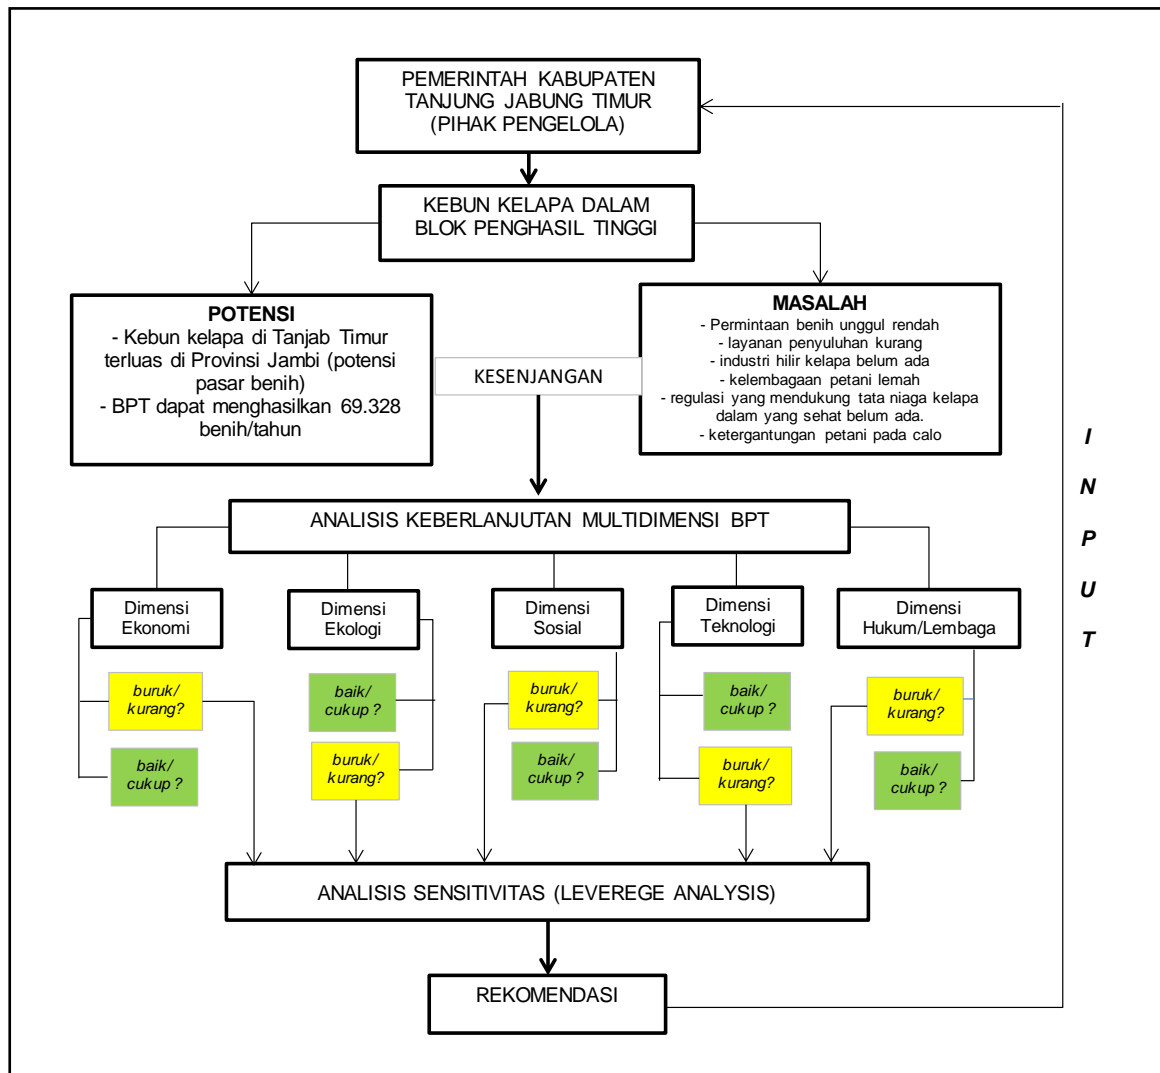 PEMERINTAH KABUPATEN
TANJUNG JABUNG TIMUR
(PIHAK PENGELOLA)
KEBUN KELAPA DALAM
BLOK PENGHASIL TINGGI
POTENSI
- Kebun kelapa di Tanjab Timur
terluas di Provinsi Jambi (potensi
pasar benih)
- BPT dapat menghasilkan 69.328
benih/tahun
KESENJANGAN
MASALAH
- Permintaan benih unggul rendah
- layanan penyuluhan kurang
- industri hilir kelapa belum ada
- kelembagaan petani lemah
- regulasi yang mendukung tata niaga kelapa
dalam yang sehat belum ada.
- ketergantungan petani pada calo
ANALISIS KEBERLANJUTAN MULTIDIMENSI BPT
Dimensi
Ekonomi
Dimensi
Ekologi
Dimensi
Sosial
Dimensi
Teknologi
Dimensi
Hukum/Lembaga
buruk/
kurang?
baik/
cukup ?
buruk/
kurang?
baik/
cukup ?
buruk/
kurang?
baik/
cukup ?
buruk/
kurang?
baik/
cukup ?
buruk/
kurang?
baik/
cukup ?
ANALISIS SENSITIVITAS (LEVEREGE ANALYSIS)
REKOMENDASI
I
N
P
U
T